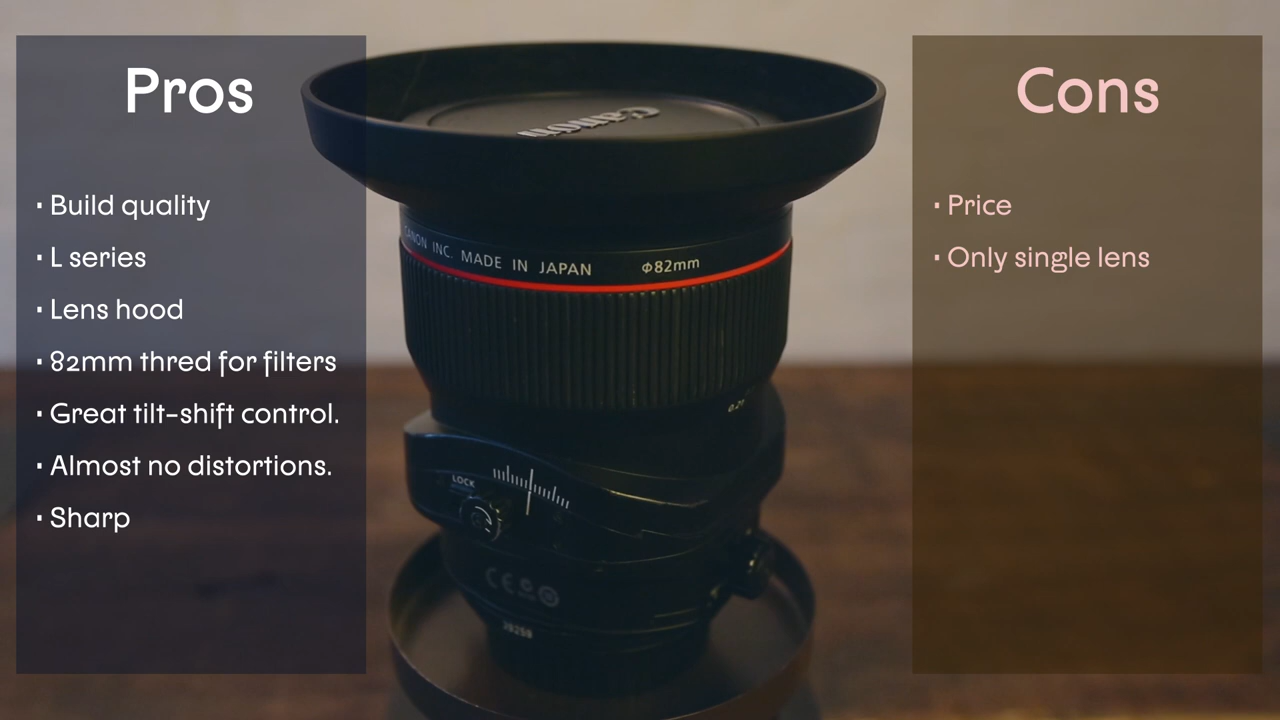 Pros
· Build quality
· L series
· Lens hood
· 82mm thred for filters
· Great tilt-shift control.
· Almost no distortions.
· Sharp
Canon
CANON INC. MADE IN JAPAN Φ82mm
LOCK
CE
Cons
· Price
· Only single lens